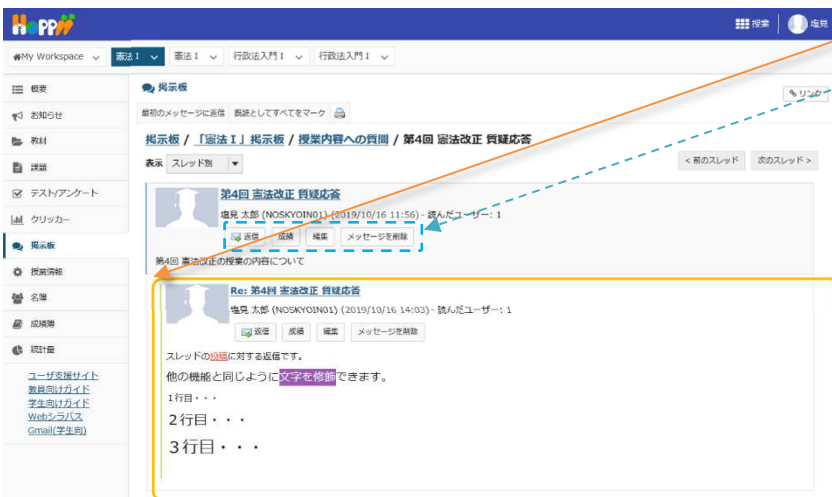 Hoppii
授業 塩見
My Workspace 憲法Ⅰ 憲法Ⅰ 行政法入門Ⅰ 行政法入門Ⅰ
概要
お知らせ
教材
課題
テスト/アンケート
クリッカー
掲示板
授業情報
名簿
成績簿
統計量
ユーザ支援サイト
教員向けガイド
学生向けガイド
Webシラバス
Gmail(学生向)
掲示板
リンク
最初のメッセージに返信 既読としてすべてをマーク
掲示板 / 「憲法Ⅰ」掲示板 / 授業内容への質問 / 第4回 憲法改正 質疑応答
表示 スレッド別
< 前のスレッド 次のスレッド >
第4回 憲法改正 質疑応答
塩見 太郎 (NOSKYOIN01) (2019/10/16 11:56) - 読んだユーザー: 1
返信 成績 編集 メッセージを削除
第4回 憲法改正の授業の内容について
Re: 第4回 憲法改正 質疑応答
塩見 太郎 (NOSKYOIN01) (2019/10/16 14:03) - 読んだユーザー: 1
返信 成績 編集 メッセージを削除
スレッドの投稿に対する返信です。
他の機能と同じように文字を修飾できます。
1行目・・・
2行目・・・
3行目・・・